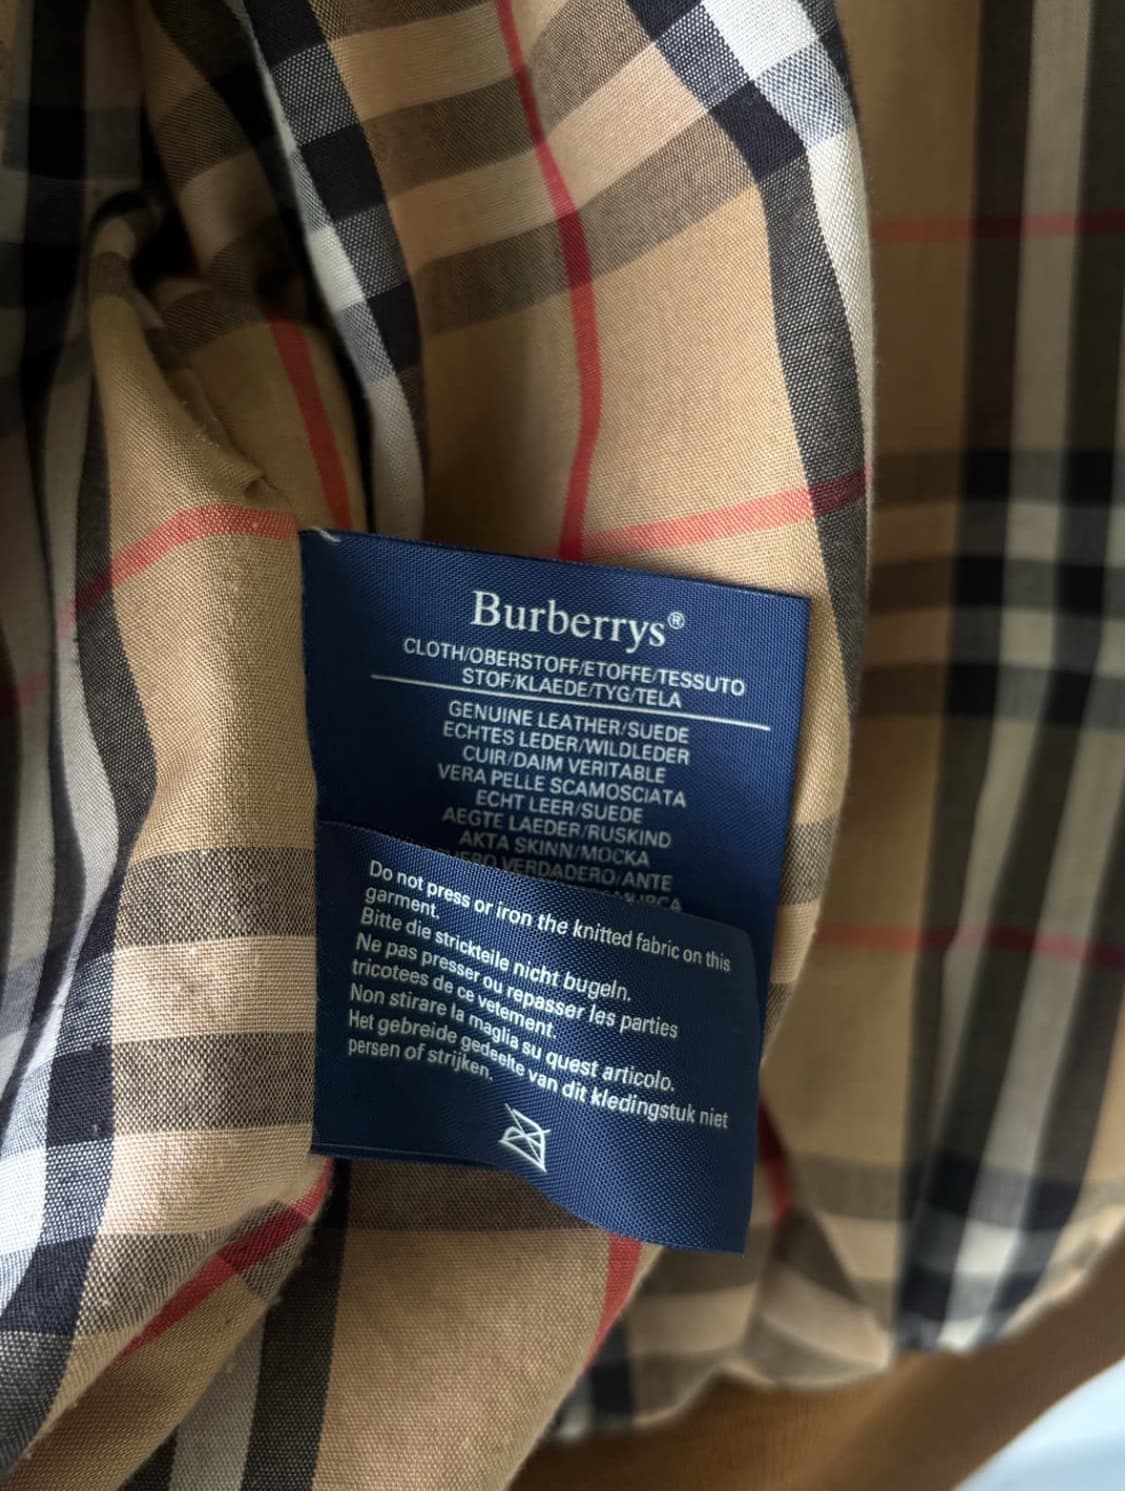 Burberrys®
CLOTH/OBERSTOFF/ETOFFE/TESSUTO
STOF/KLAEDE/TYG/TELA
GENUINE LEATHER/SUEDE
ECHTES LEDER/WILDLEDER
CUIR/DAIM VERITABLE
VERA PELLE SCAMOSCIATA
ECHT LEER/SUEDE
AEGTE LAEDER/RUSKIND
AKTA SKINN/MOCKA
VERDADERO/ANTE
Do not press or iron the knitted fabric on this
garment.
Bitte die strickteile nicht bugeln.
Ne pas presser ou repasser les parties
tricotees de ce vetement.
Non stirare la maglia su quest articolo.
Het gebreide gedeelte van dit kledingstuk niet
persen of strijken.